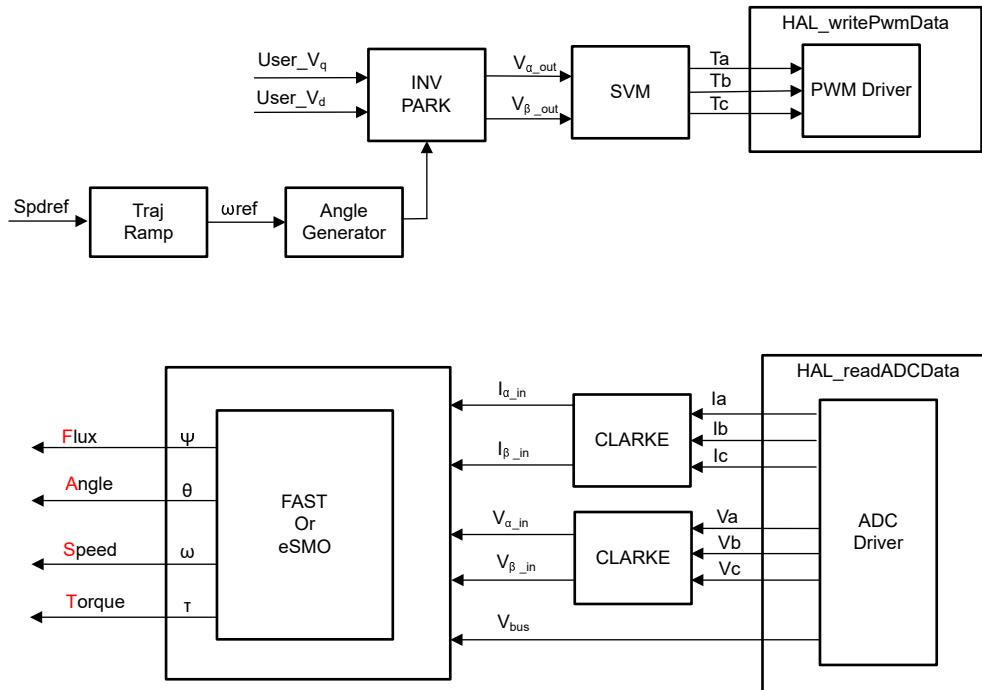 HAL_writePwmData
User_Vq
User_Vd
INV
PARK
Vα_out
Vβ_out
SVM
Ta
Tb
Tc
PWM Driver
Spdref
Traj
Ramp
ωref
Angle
Generator
HAL_readADCData
Iα_in
Iβ_in
CLARKE
Ia
Ib
Ic
Flux
Ψ
Angle
θ
Speed
ω
Torque
τ
FAST
Or
eSMO
Vα_in
Vβ_in
CLARKE
Va
Vb
Vc
ADC
Driver
Vbus